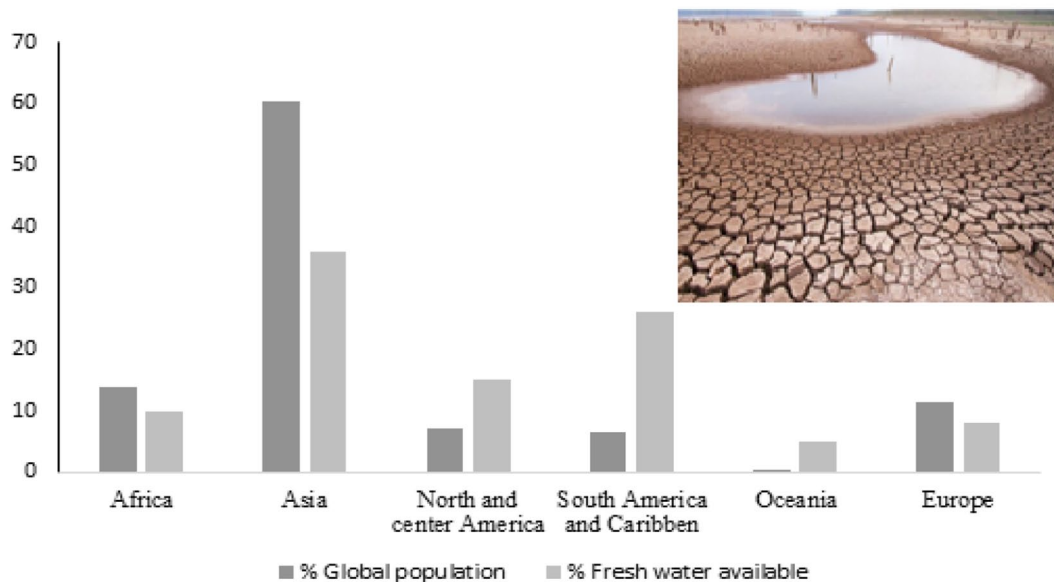 70
60
50
40
30
20
10
0
Africa
Asia
North and
center America
South America
and Caribben
Oceania
Europe
% Global population
% Fresh water available